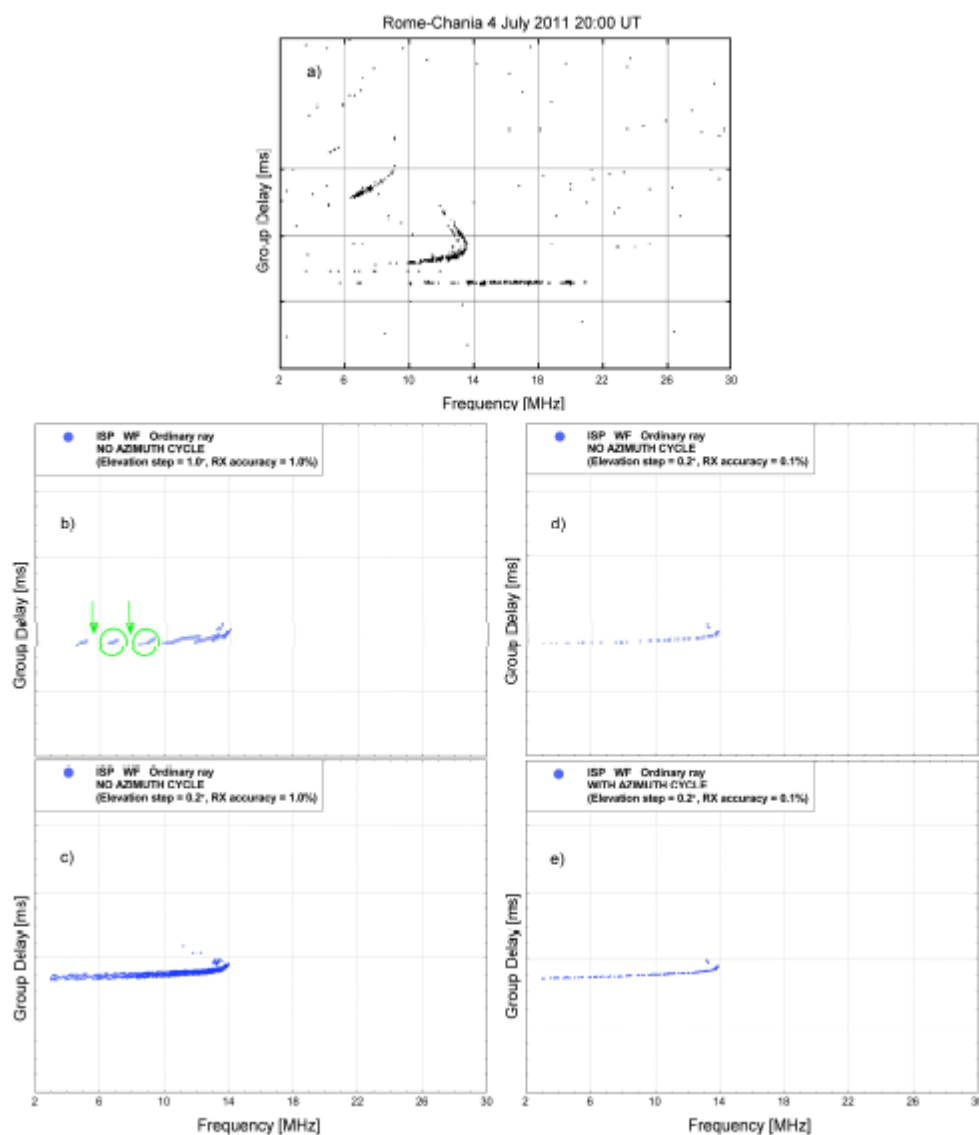 Rome-Chania 4 July 2011 20:00 UT
a)
Group Delay [ms]
2 6 10 14 18 22 26 30
Frequency [MHz]
ISP WF Ordinary ray
NO AZIMUTH CYCLE
(Elevation step = 1.0°, RX accuracy = 1.0%)
b)
Group Delay [ms]
ISP WF Ordinary ray
NO AZIMUTH CYCLE
(Elevation step = 0.2°, RX accuracy = 0.1%)
d)
Group Delay [ms]
ISP WF Ordinary ray
NO AZIMUTH CYCLE
(Elevation step = 0.2°, RX accuracy = 1.0%)
c)
Group Delay [ms]
2 6 10 14 18 22 26 30
Frequency [MHz]
ISP WF Ordinary ray
WITH AZIMUTH CYCLE
(Elevation step = 0.2°, RX accuracy = 0.1%)
e)
Group Delay [ms]
2 6 10 14 18 22 26 30
Frequency [MHz]